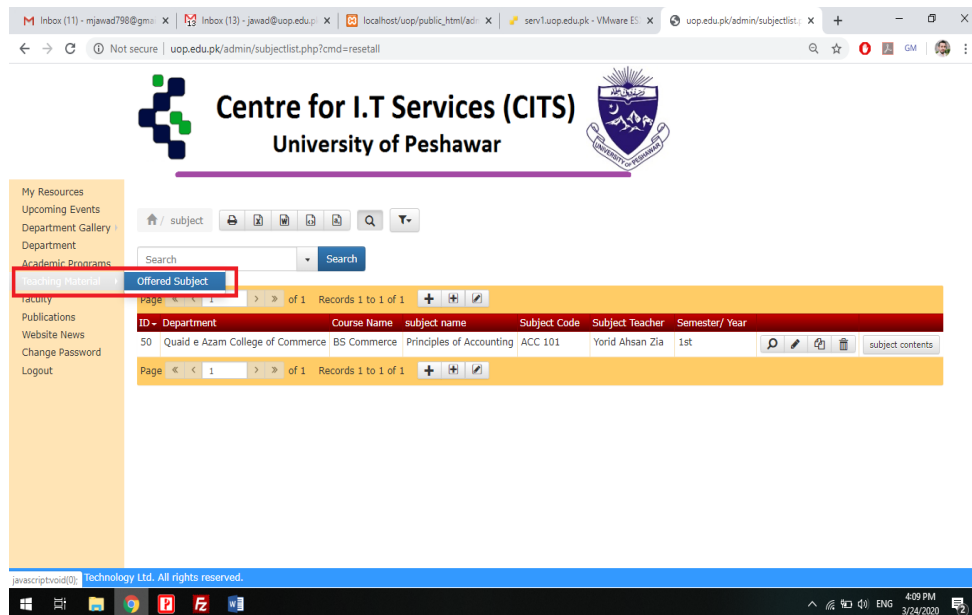 Inbox (11) - mjawad798@gma
Inbox (13) - jawad@uop.edu.p
localhost/uop/public_html/adm
serv1.uop.edu.pk - VMware ES
uop.edu.pk/admin/subjectlist.p
Not secure | uop.edu.pk/admin/subjectlist.php?cmd=resetall
GM
Centre for I.T Services (CITS)
University of Peshawar
UNIVERSITY OF PESHAWAR
My Resources
Upcoming Events
Department Gallery
Department
Academic Programs
Teaching Material
Offered Subject
Faculty
Publications
Website News
Change Password
Logout
/ subject
Search Search
Page 1 of 1 Records 1 to 1 of 1
ID Department Course Name subject name Subject Code Subject Teacher Semester/ Year
50 Quaid e Azam College of Commerce BS Commerce Principles of Accounting ACC 101 Yorid Ahsan Zia 1st subject contents
Page 1 of 1 Records 1 to 1 of 1
javascript:void(0); Technology Ltd. All rights reserved.
ENG
4:09 PM
3/24/2020